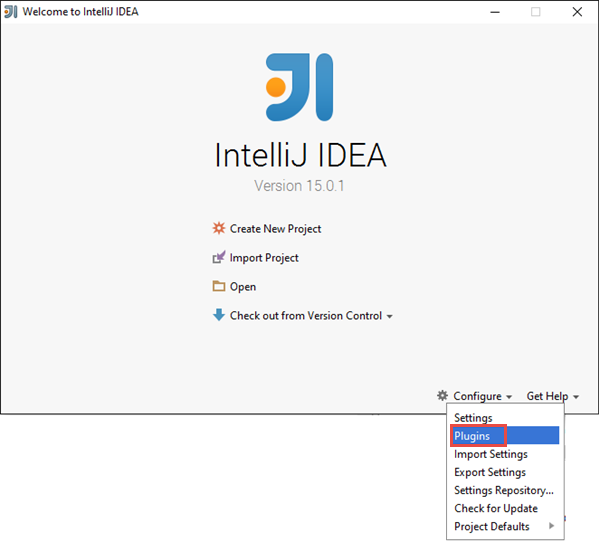 Welcome to IntelliJ IDEA
IntelliJ IDEA
Version 15.0.1
Create New Project
Import Project
Open
Check out from Version Control
Configure
Get Help
Settings
Plugins
Import Settings
Export Settings
Settings Repository...
Check for Update
Project Defaults